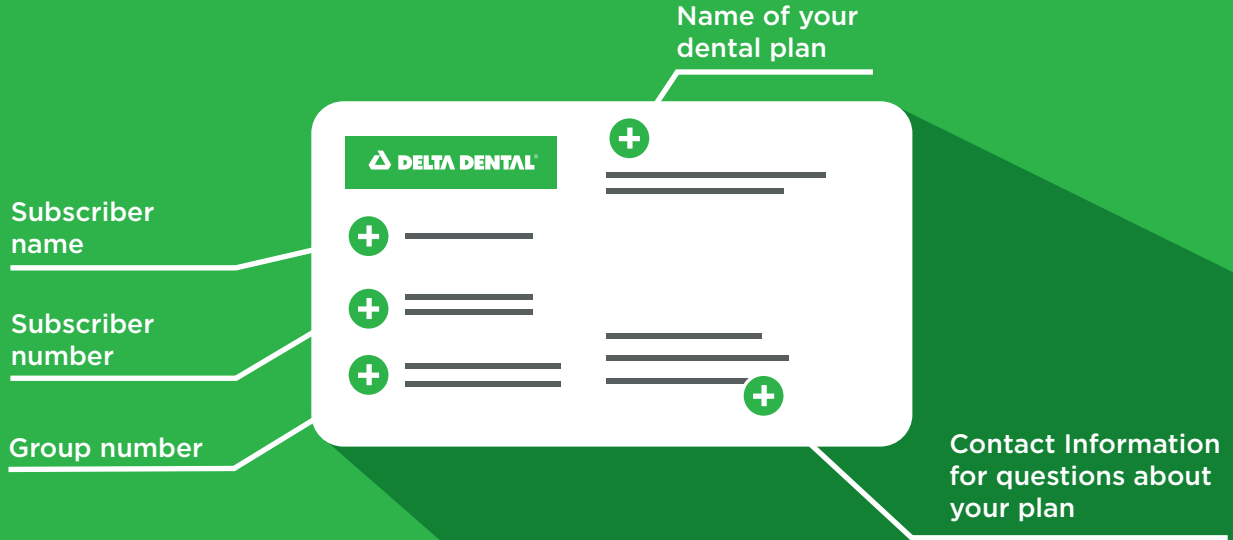 Name of your
dental plan
DELTA DENTAL®
Subscriber
name
Subscriber
number
Group number
Contact Information
for questions about
your plan